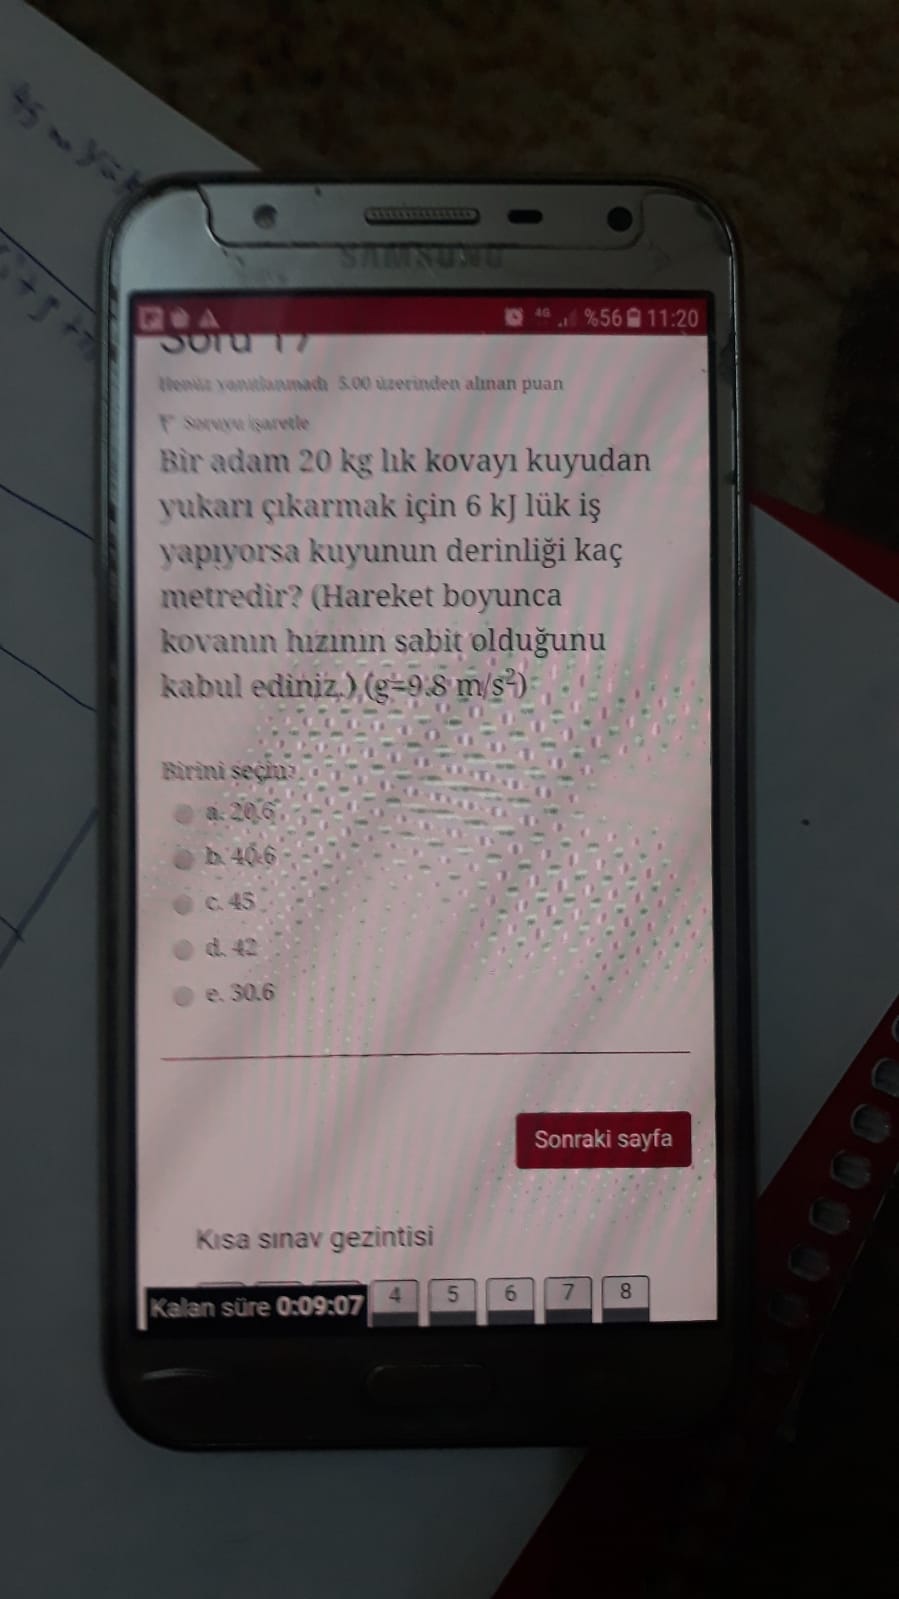 SAMSUNG
4G %56 11:20
Soru 17
Henüz yanıtlanmadı 5.00 üzerinden alınan puan
Soruyu işaretle
Bir adam 20 kg lık kovayı kuyudan
yukarı çıkarmak için 6 kJ lük iş
yapıyorsa kuyunun derinliği kaç
metredir? (Hareket boyunca
kovanın hızının sabit olduğunu
kabul ediniz.) (g=9.8 m/s²)
Birini seçin:
a. 20.6
b. 40.6
c. 45
d. 42
e. 30.6
Sonraki sayfa
Kısa sınav gezintisi
Kalan süre 0:09:07 4 5 6 7 8